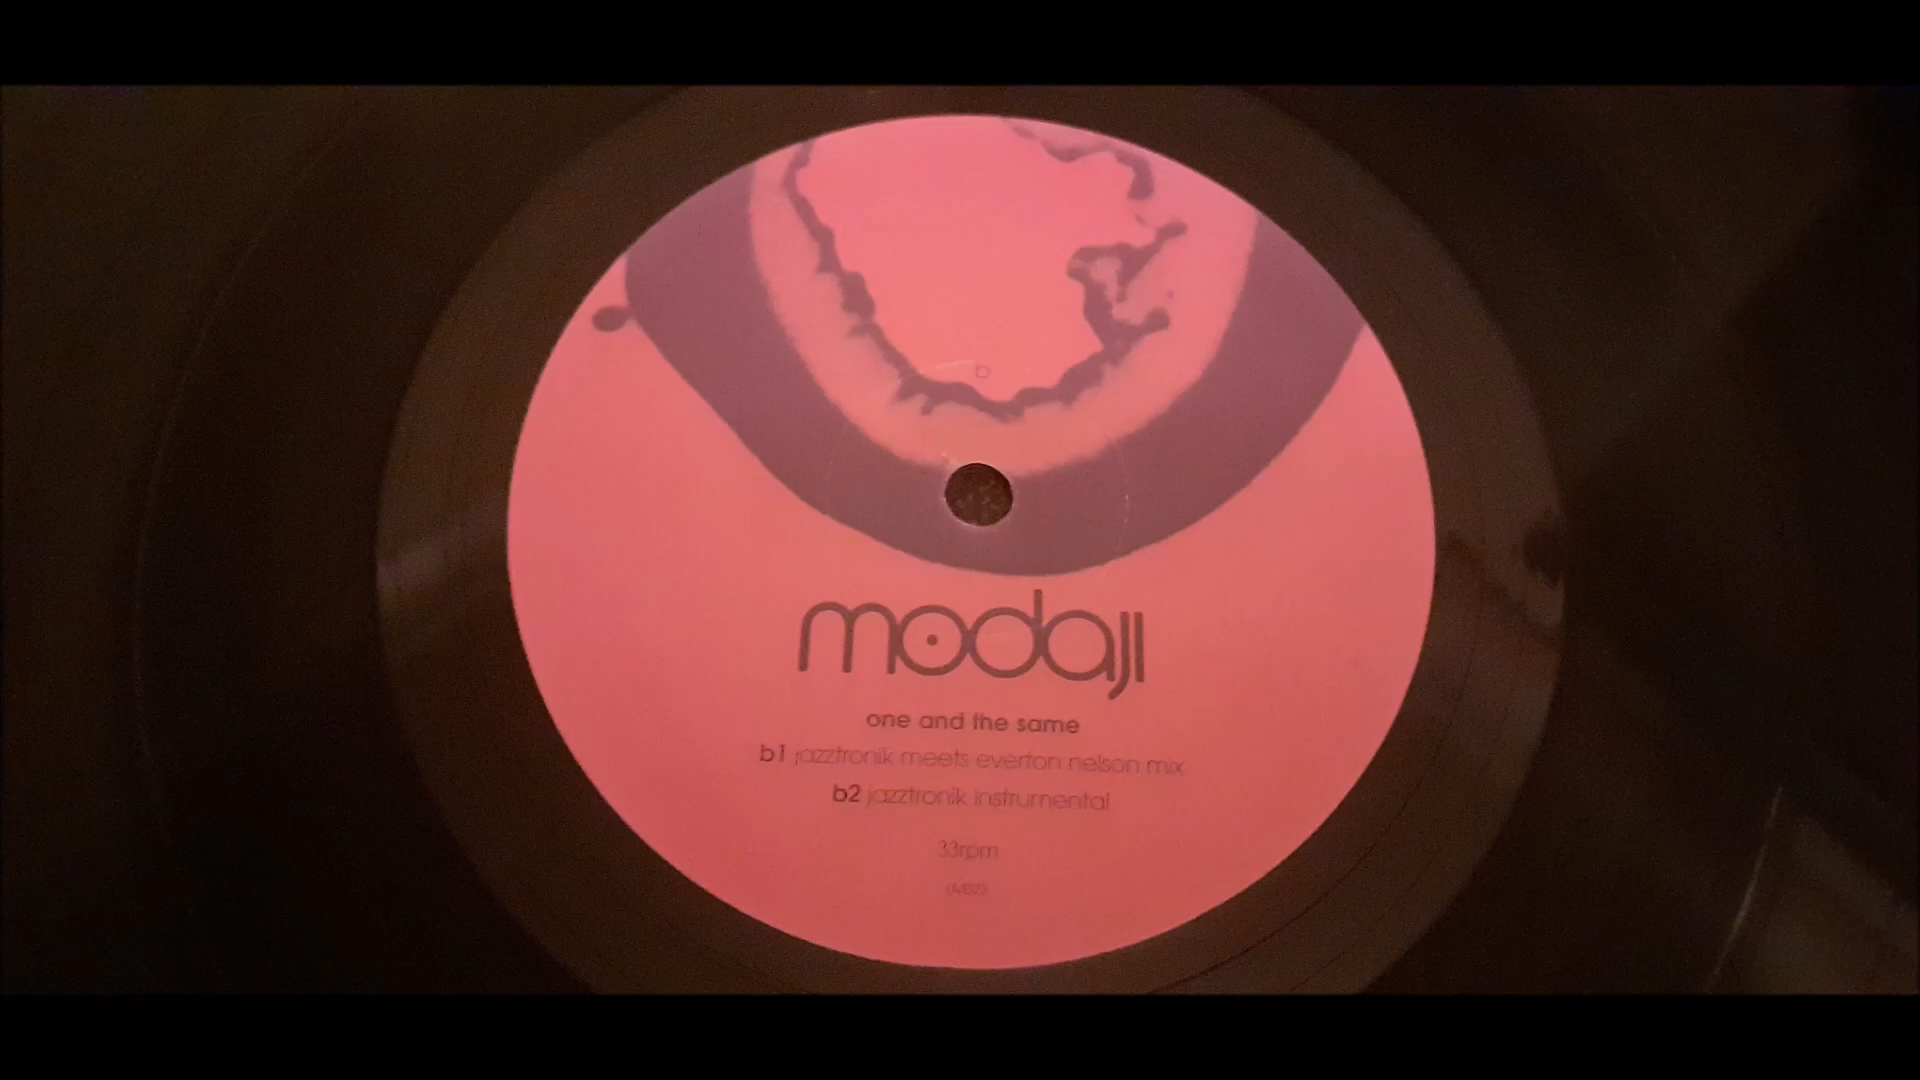 b
modaji
one and the same
b1 jazztronik meets everton nelson mix
b2 jazztronik instrumental
33rpm